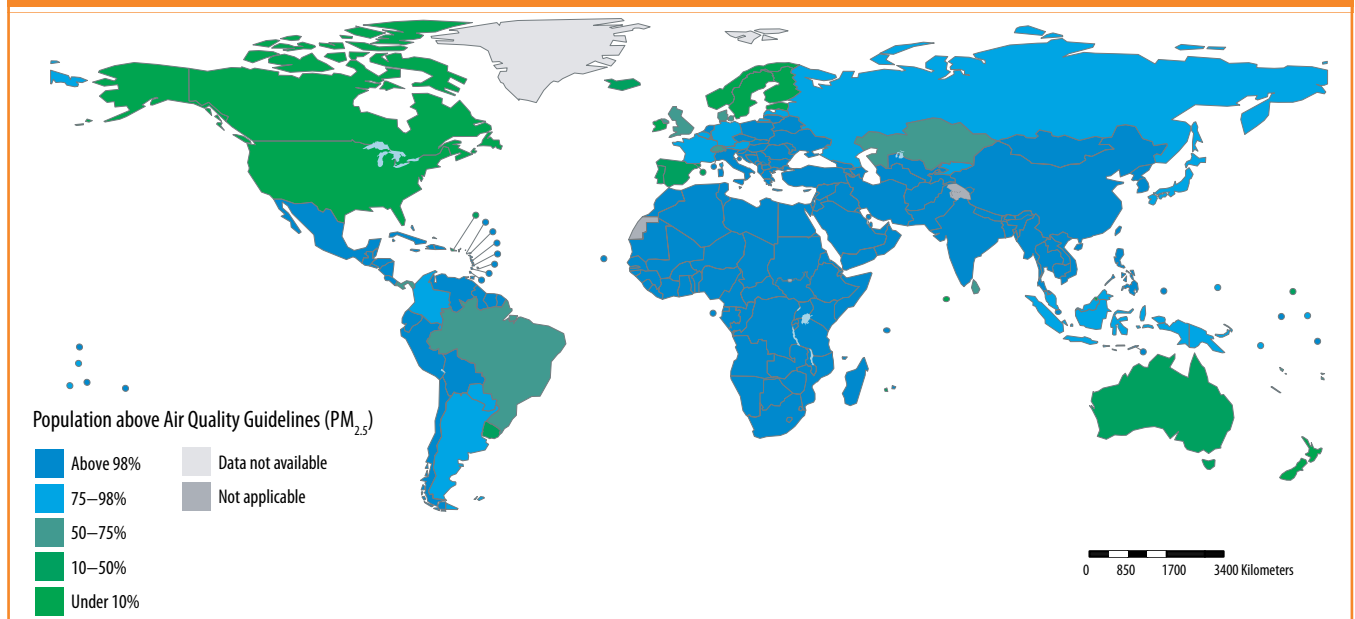 Population above Air Quality Guidelines (PM2.5)
Above 98%
75–98%
50–75%
10–50%
Under 10%
Data not available
Not applicable
0 850 1700 3400 Kilometers